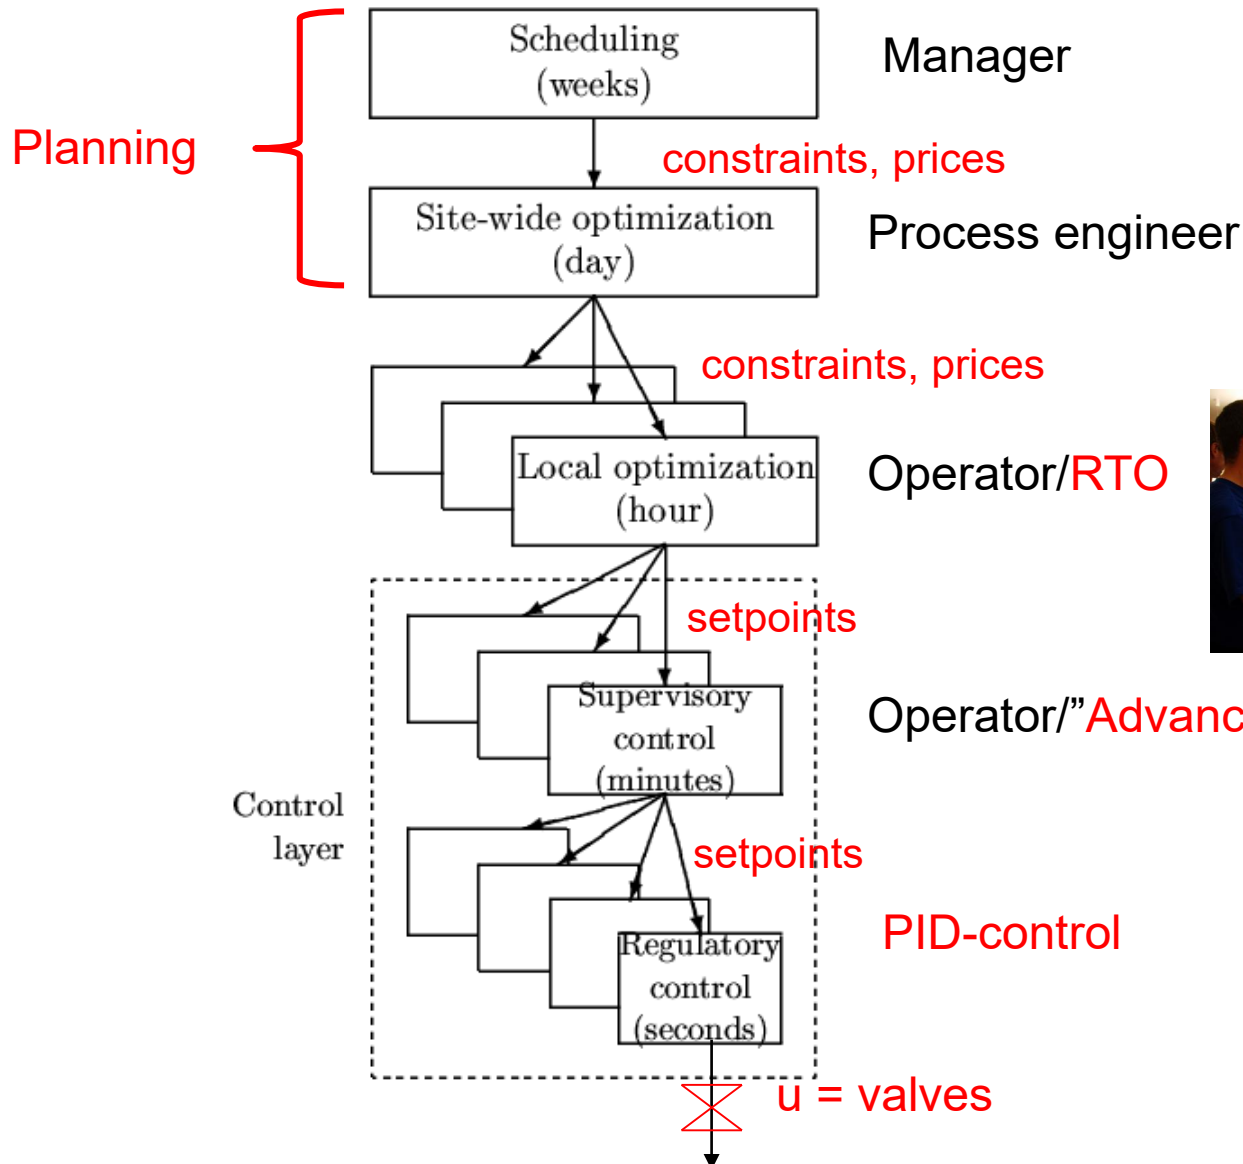 Scheduling
(weeks)
Manager
Planning
constraints, prices
Site-wide optimization
(day)
Process engineer
constraints, prices
Local optimization
(hour)
Operator/RTO
setpoints
Supervisory
control
(minutes)
Operator/”Advanc
Control
layer
setpoints
Regulatory
control
(seconds)
PID-control
u = valves